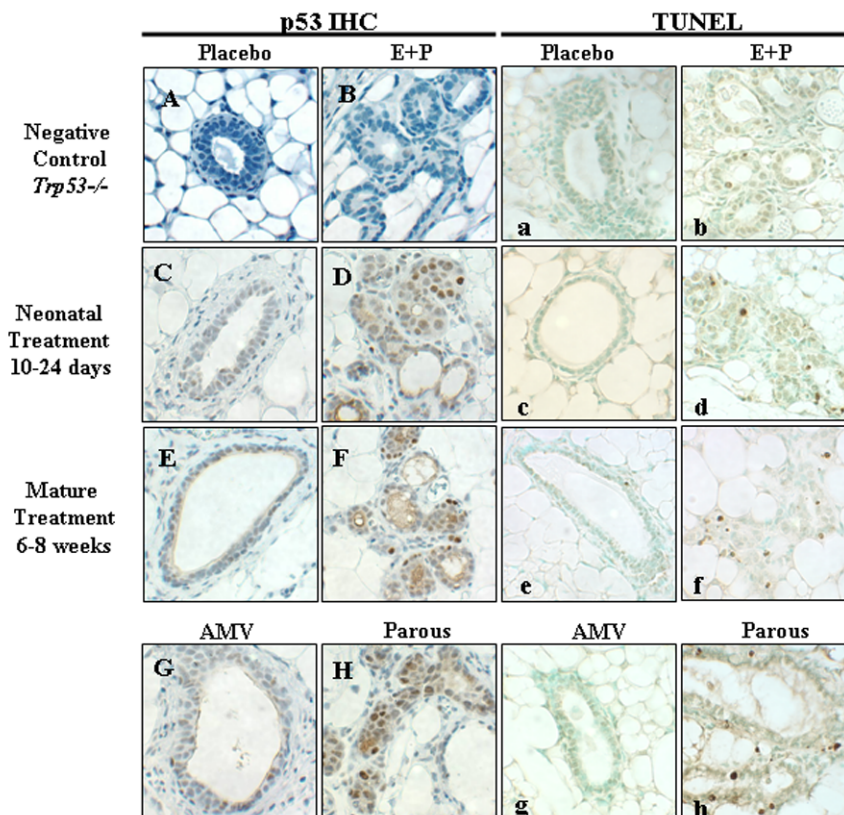 p53 IHC TUNEL
Placebo E+P Placebo E+P
A B a b
Negative
Control
Trp53-/-
C D c d
Neonatal
Treatment
10-24 days
E F e f
Mature
Treatment
6-8 weeks
AMV Parous AMV Parous
G H g h